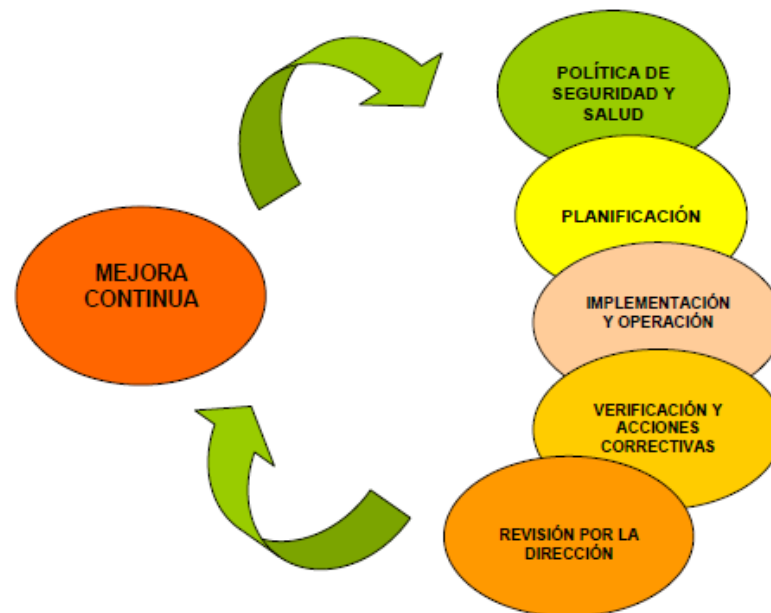 POLÍTICA DE
SEGURIDAD Y
SALUD
PLANIFICACIÓN
IMPLEMENTACIÓN
Y OPERACIÓN
VERIFICACIÓN Y
ACCIONES
CORRECTIVAS
REVISIÓN POR LA
DIRECCIÓN
MEJORA
CONTINUA